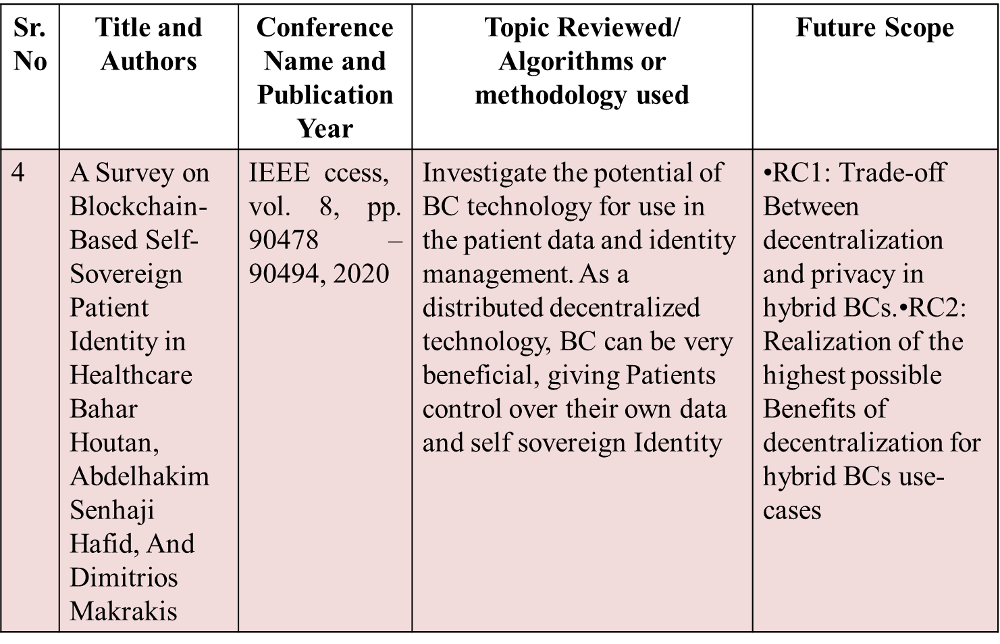 Sr.
No
Title and
Authors
Conference
Name and
Publication
Year
Topic Reviewed/
Algorithms or
methodology used
Future Scope
4
A Survey on
Blockchain-
Based Self-
Sovereign
Patient
Identity in
Healthcare
Bahar
Houtan,
Abdelhakim
Senhaji
Hafid, And
Dimitrios
Makrakis
IEEE ccess,
vol. 8, pp.
90478 –
90494, 2020
Investigate the potential of
BC technology for use in
the patient data and identity
management. As a
distributed decentralized
technology, BC can be very
beneficial, giving Patients
control over their own data
and self sovereign Identity
•RC1: Trade-off
Between
decentralization
and privacy in
hybrid BCs.•RC2:
Realization of the
highest possible
Benefits of
decentralization for
hybrid BCs use-
cases